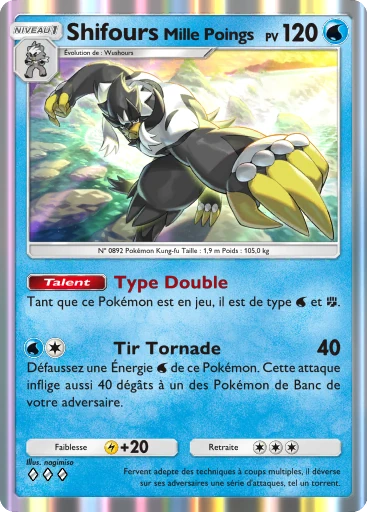 NIVEAU 1
Shifours Mille Poings PV 120
Évolution de : Wushours
N° 0892 Pokémon Kung-fu Taille : 1,9 m Poids : 105,0 kg
Talent Type Double
Tant que ce Pokémon est en jeu, il est de type et .
Tir Tornade 40
Défaussez une Énergie de ce Pokémon. Cette attaque
inflige aussi 40 dégâts à un des Pokémon de Banc de
votre adversaire.
Faiblesse +20 Retraite
Illus. nagimiso
Fervent adepte des techniques à coups multiples, il déverse
sur ses adversaires une série d'attaques, tel un torrent.